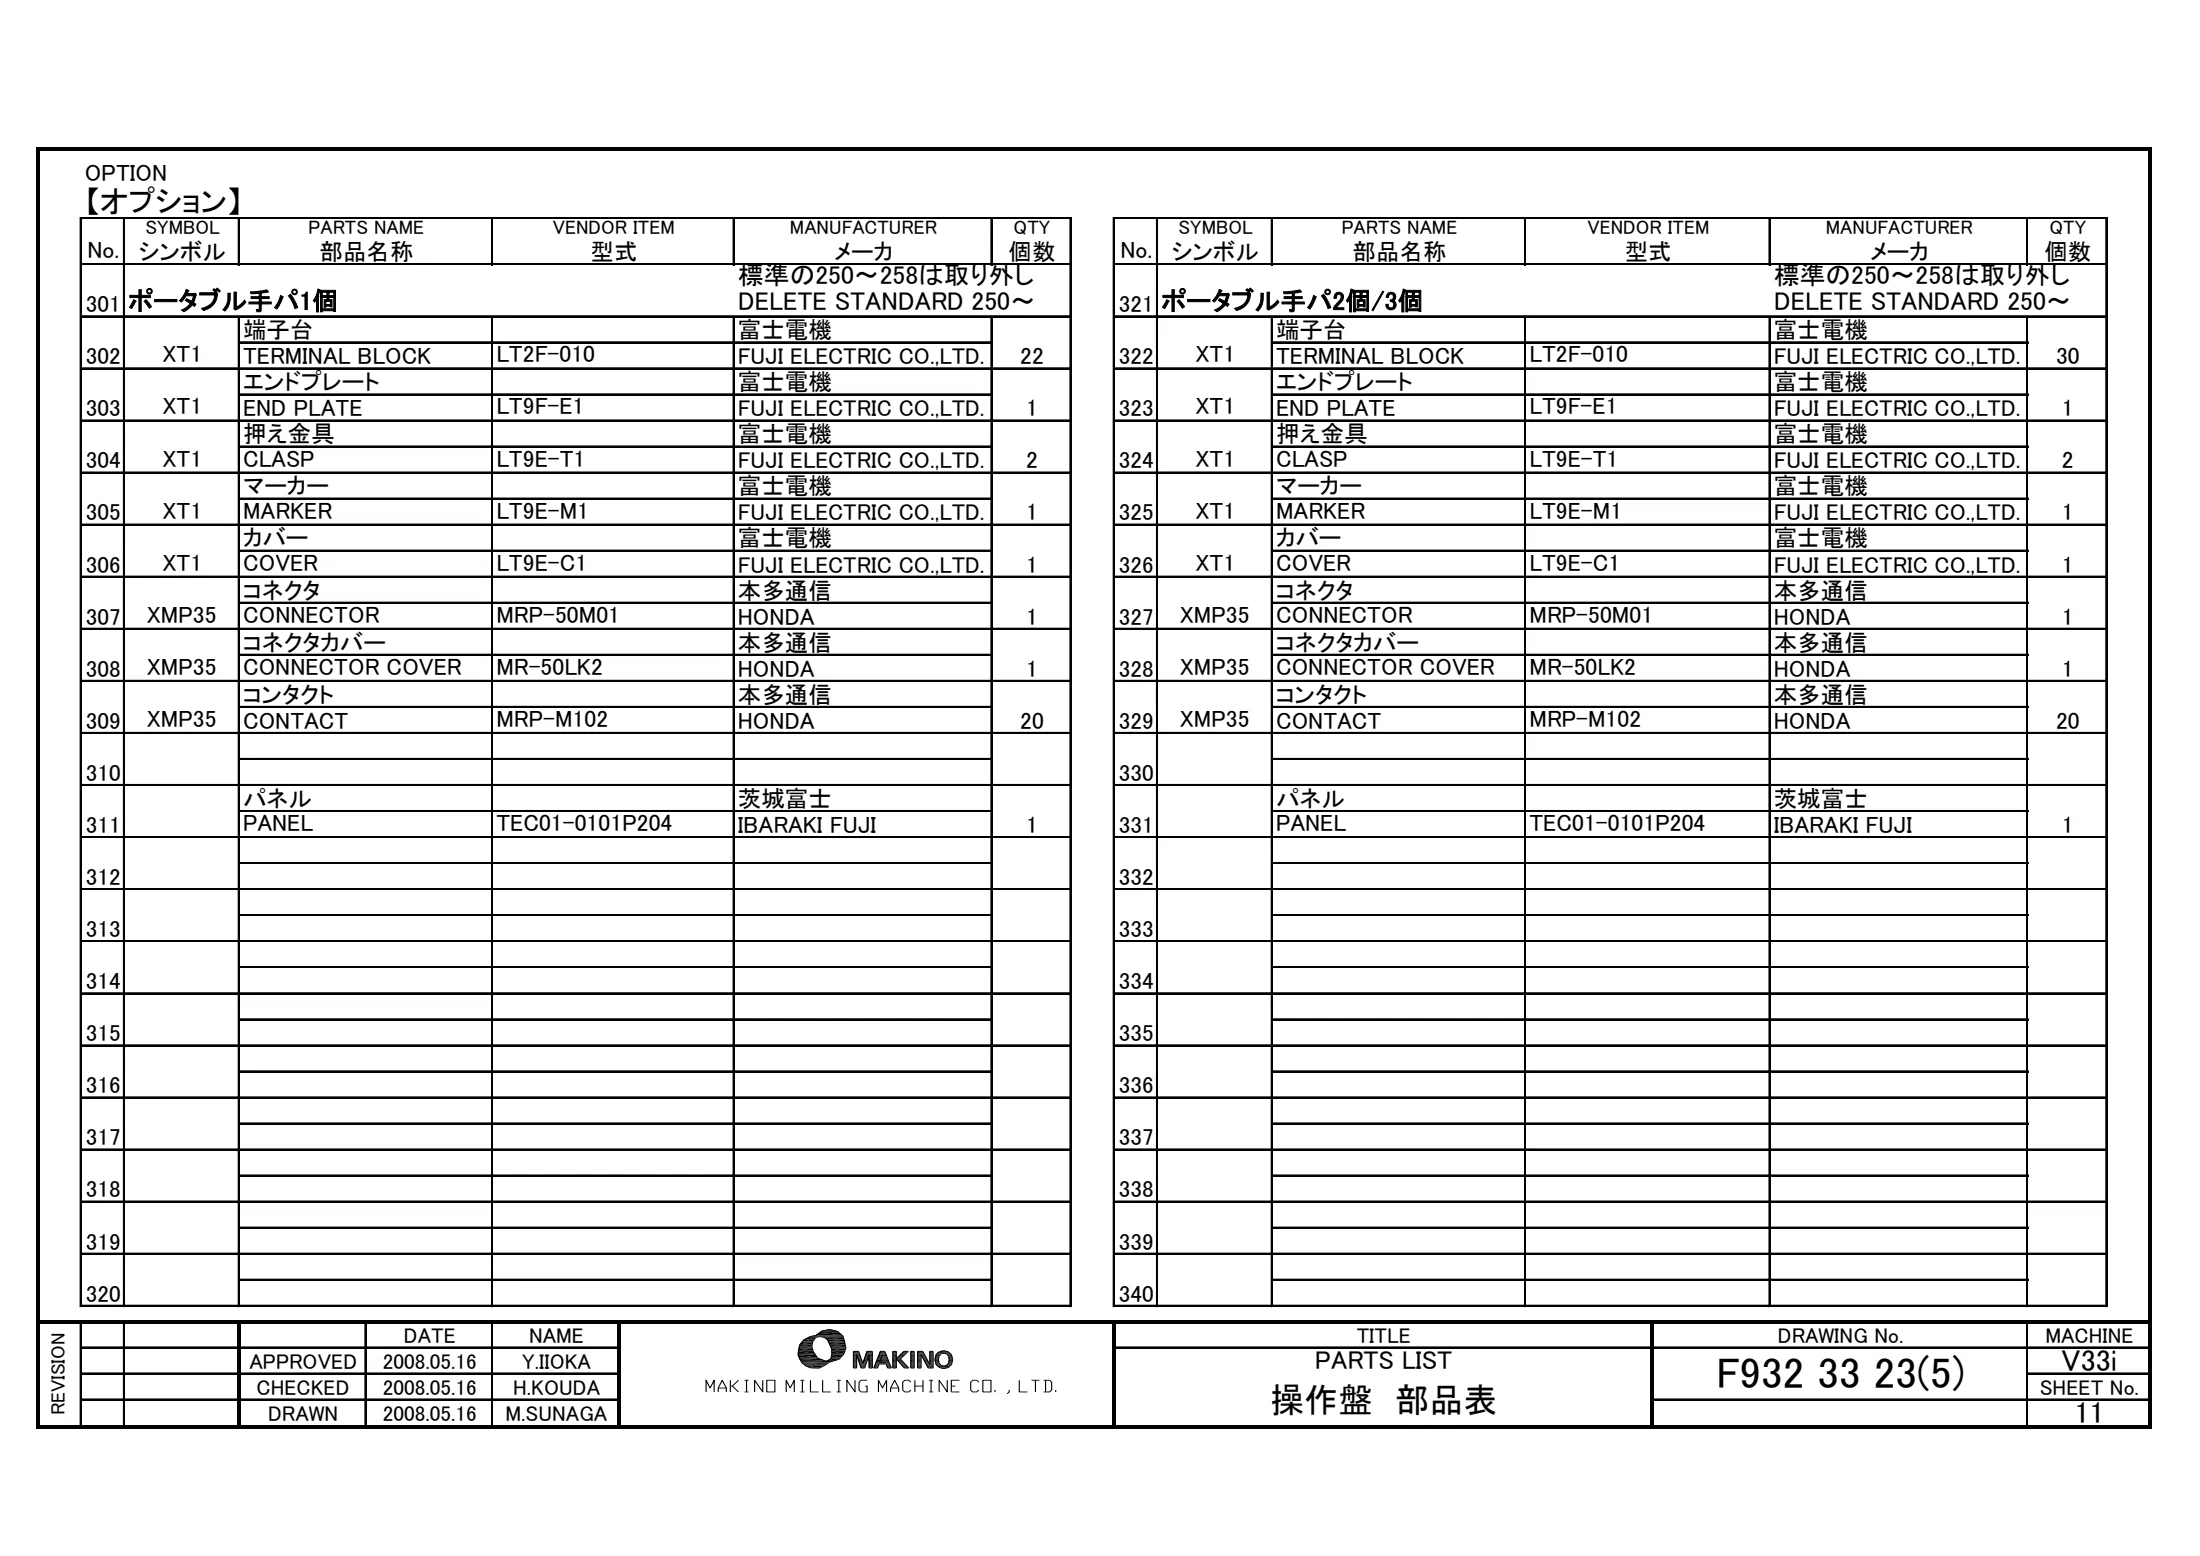 OPTION
【オプション】
No. SYMBOL シンボル PARTS NAME 部品名称 VENDOR ITEM 型式 MANUFACTURER メーカ QTY 個数
301 ポータブル手パ1個 標準の250～258は取り外し
DELETE STANDARD 250～
端子台 富士電機
302 XT1 TERMINAL BLOCK LT2F-010 FUJI ELECTRIC CO.,LTD. 22
エンドプレート 富士電機
303 XT1 END PLATE LT9F-E1 FUJI ELECTRIC CO.,LTD. 1
押え金具 富士電機
304 XT1 CLASP LT9E-T1 FUJI ELECTRIC CO.,LTD. 2
マーカー 富士電機
305 XT1 MARKER LT9E-M1 FUJI ELECTRIC CO.,LTD. 1
カバー 富士電機
306 XT1 COVER LT9E-C1 FUJI ELECTRIC CO.,LTD. 1
コネクタ 本多通信
307 XMP35 CONNECTOR MRP-50M01 HONDA 1
コネクタカバー 本多通信
308 XMP35 CONNECTOR COVER MR-50LK2 HONDA 1
コンタクト 本多通信
309 XMP35 CONTACT MRP-M102 HONDA 20
310
パネル 茨城富士
311 PANEL TEC01-0101P204 IBARAKI FUJI 1
312
313
314
315
316
317
318
319
320
No. SYMBOL シンボル PARTS NAME 部品名称 VENDOR ITEM 型式 MANUFACTURER メーカ QTY 個数
321 ポータブル手パ2個/3個 標準の250～258は取り外し
DELETE STANDARD 250～
端子台 富士電機
322 XT1 TERMINAL BLOCK LT2F-010 FUJI ELECTRIC CO.,LTD. 30
エンドプレート 富士電機
323 XT1 END PLATE LT9F-E1 FUJI ELECTRIC CO.,LTD. 1
押え金具 富士電機
324 XT1 CLASP LT9E-T1 FUJI ELECTRIC CO.,LTD. 2
マーカー 富士電機
325 XT1 MARKER LT9E-M1 FUJI ELECTRIC CO.,LTD. 1
カバー 富士電機
326 XT1 COVER LT9E-C1 FUJI ELECTRIC CO.,LTD. 1
コネクタ 本多通信
327 XMP35 CONNECTOR MRP-50M01 HONDA 1
コネクタカバー 本多通信
328 XMP35 CONNECTOR COVER MR-50LK2 HONDA 1
コンタクト 本多通信
329 XMP35 CONTACT MRP-M102 HONDA 20
330
パネル 茨城富士
331 PANEL TEC01-0101P204 IBARAKI FUJI 1
332
333
334
335
336
337
338
339
340
REVISION
DATE NAME
APPROVED 2008.05.16 Y.IIOKA
CHECKED 2008.05.16 H.KOUDA
DRAWN 2008.05.16 M.SUNAGA
MAKINO
MAKINO MILLING MACHINE CO. , LTD.
TITLE
PARTS LIST
操作盤　部品表
DRAWING No.
F932 33 23(5)
MACHINE
V33i
SHEET No.
11